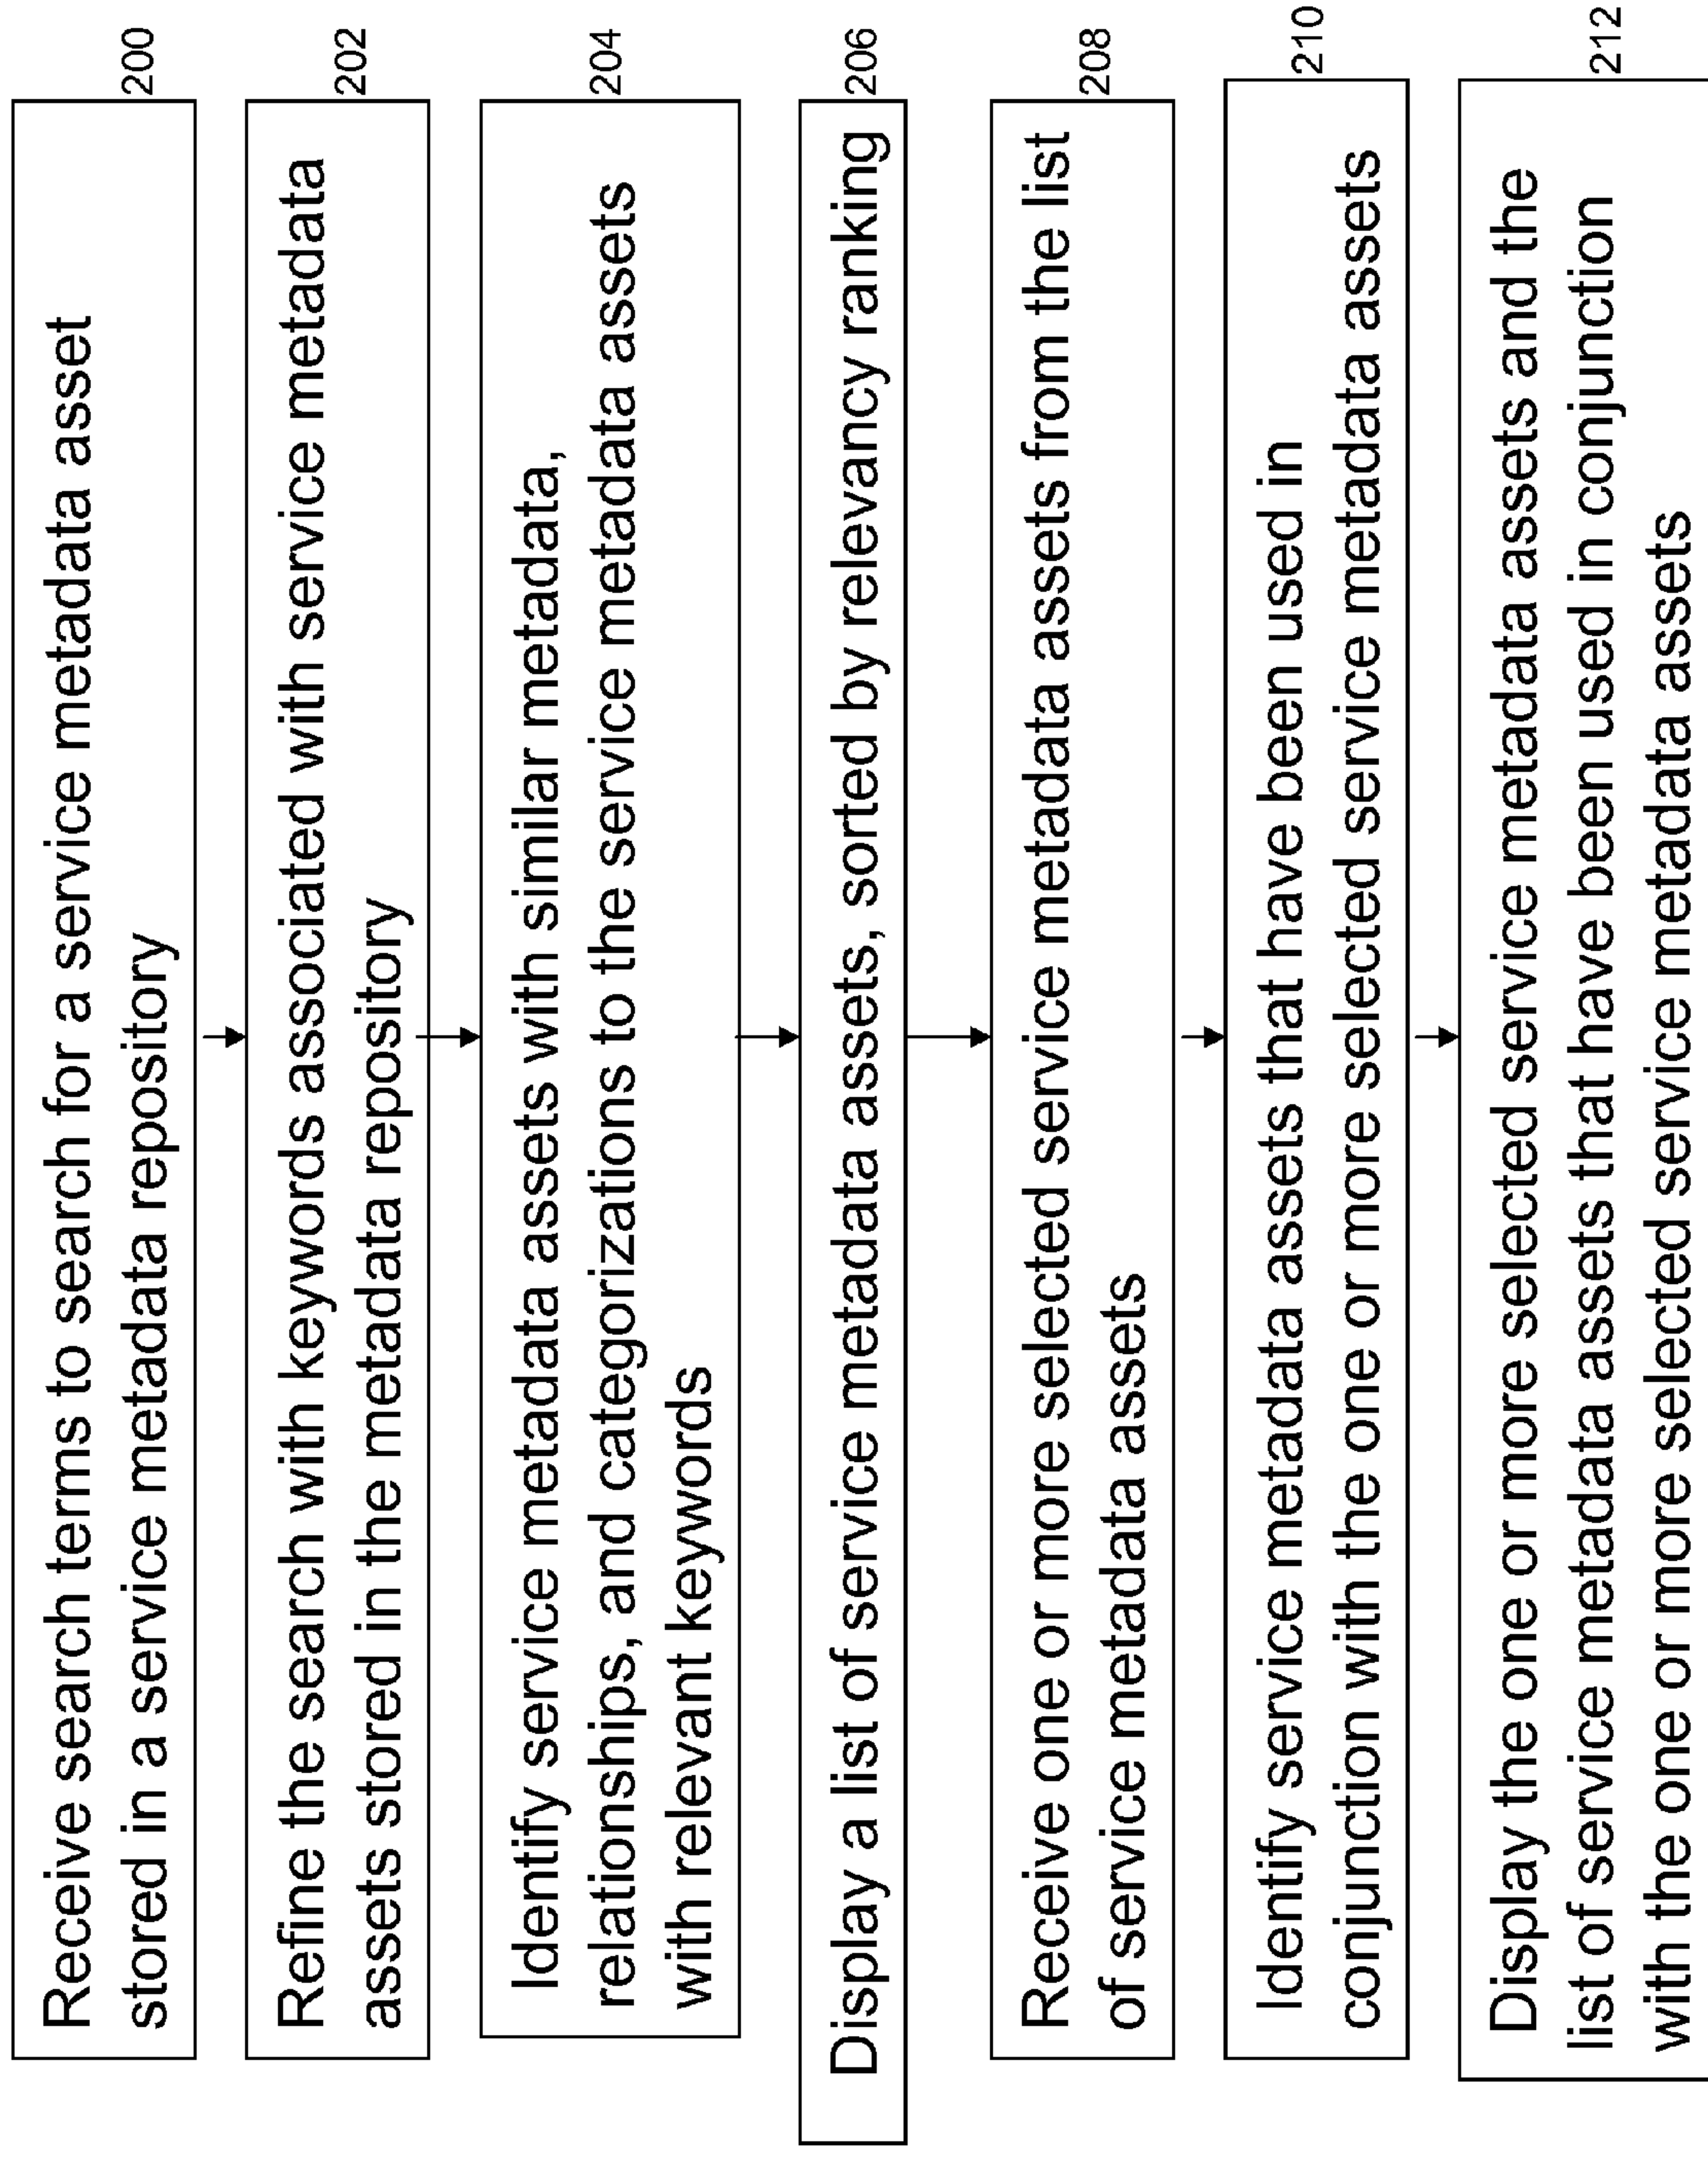 Receive search terms to search for a service metadata asset
stored in a service metadata repository
200
Refine the search with keywords associated with service metadata
assets stored in the metadata repository
202
Identify service metadata assets with similar metadata,
relationships, and categorizations to the service metadata assets
with relevant keywords
204
Display a list of service metadata assets, sorted by relevancy ranking
206
Receive one or more selected service metadata assets from the list
of service metadata assets
208
Identify service metadata assets that have been used in
conjunction with the one or more selected service metadata assets
210
Display the one or more selected service metadata assets and the
list of service metadata assets that have been used in conjunction
with the one or more selected service metadata assets
212